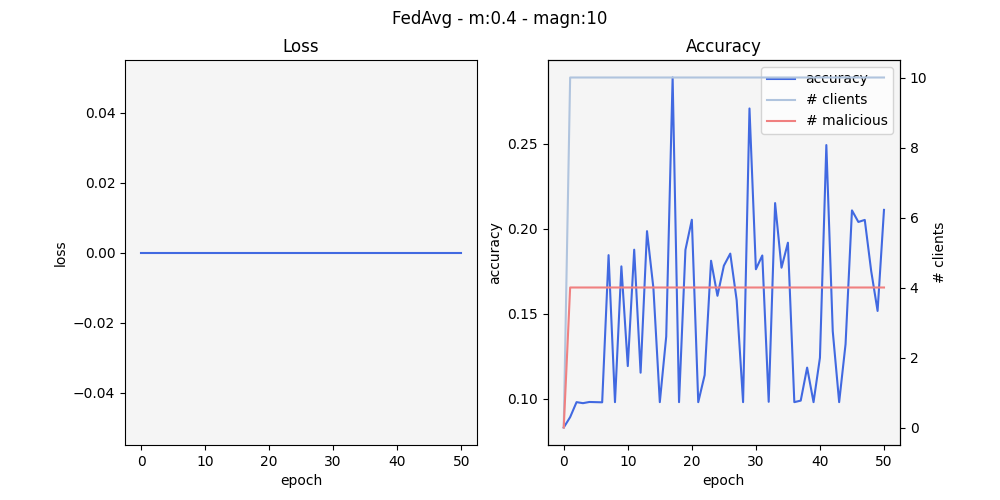 FedAvg - m:0.4 - magn:10
Loss
0.04
0.02
0.00
−0.02
−0.04
loss
0
10
20
30
40
50
epoch
Accuracy
0.25
0.20
0.15
0.10
accuracy
0
10
20
30
40
50
epoch
10
8
6
4
2
0
# clients
accuracy
# clients
# malicious